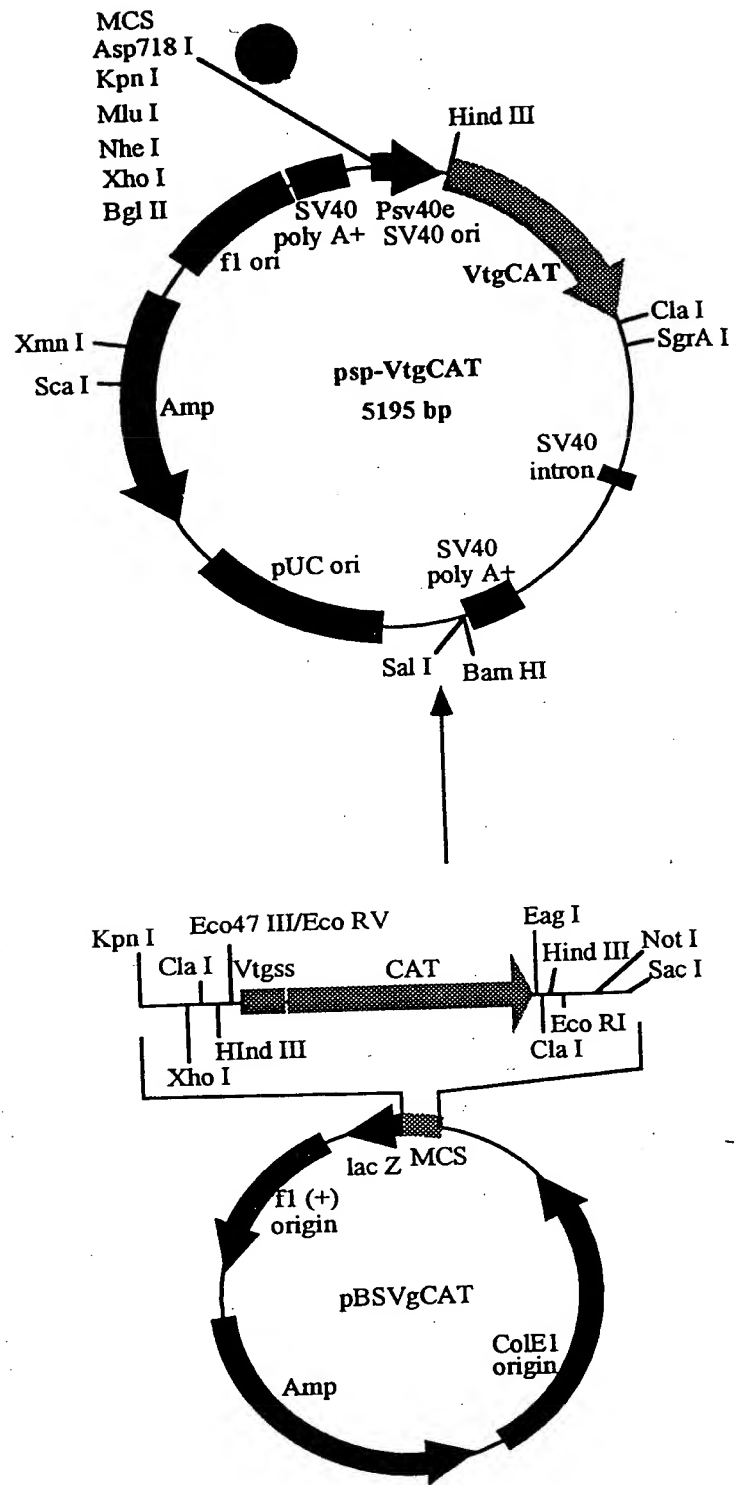 MCS
Asp718 I
Kpn I
Mlu I
Nhe I
Xho I
Bgl II
Hind III
SV40
poly A+
Psv40e
SV40 ori
f1 ori
VtgCAT
Cla I
SgrA I
Xmn I
Sca I
Amp
psp-VtgCAT
5195 bp
SV40
intron
SV40
poly A+
pUC ori
Sal I
Bam HI
Kpn I
Eco47 III/Eco RV
Cla I
Vtgss
CAT
Eag I
Hind III
Not I
Sac I
Eco RI
Cla I
HInd III
Xho I
lac Z
MCS
f1 (+)
origin
pBSVgCAT
ColE1
origin
Amp